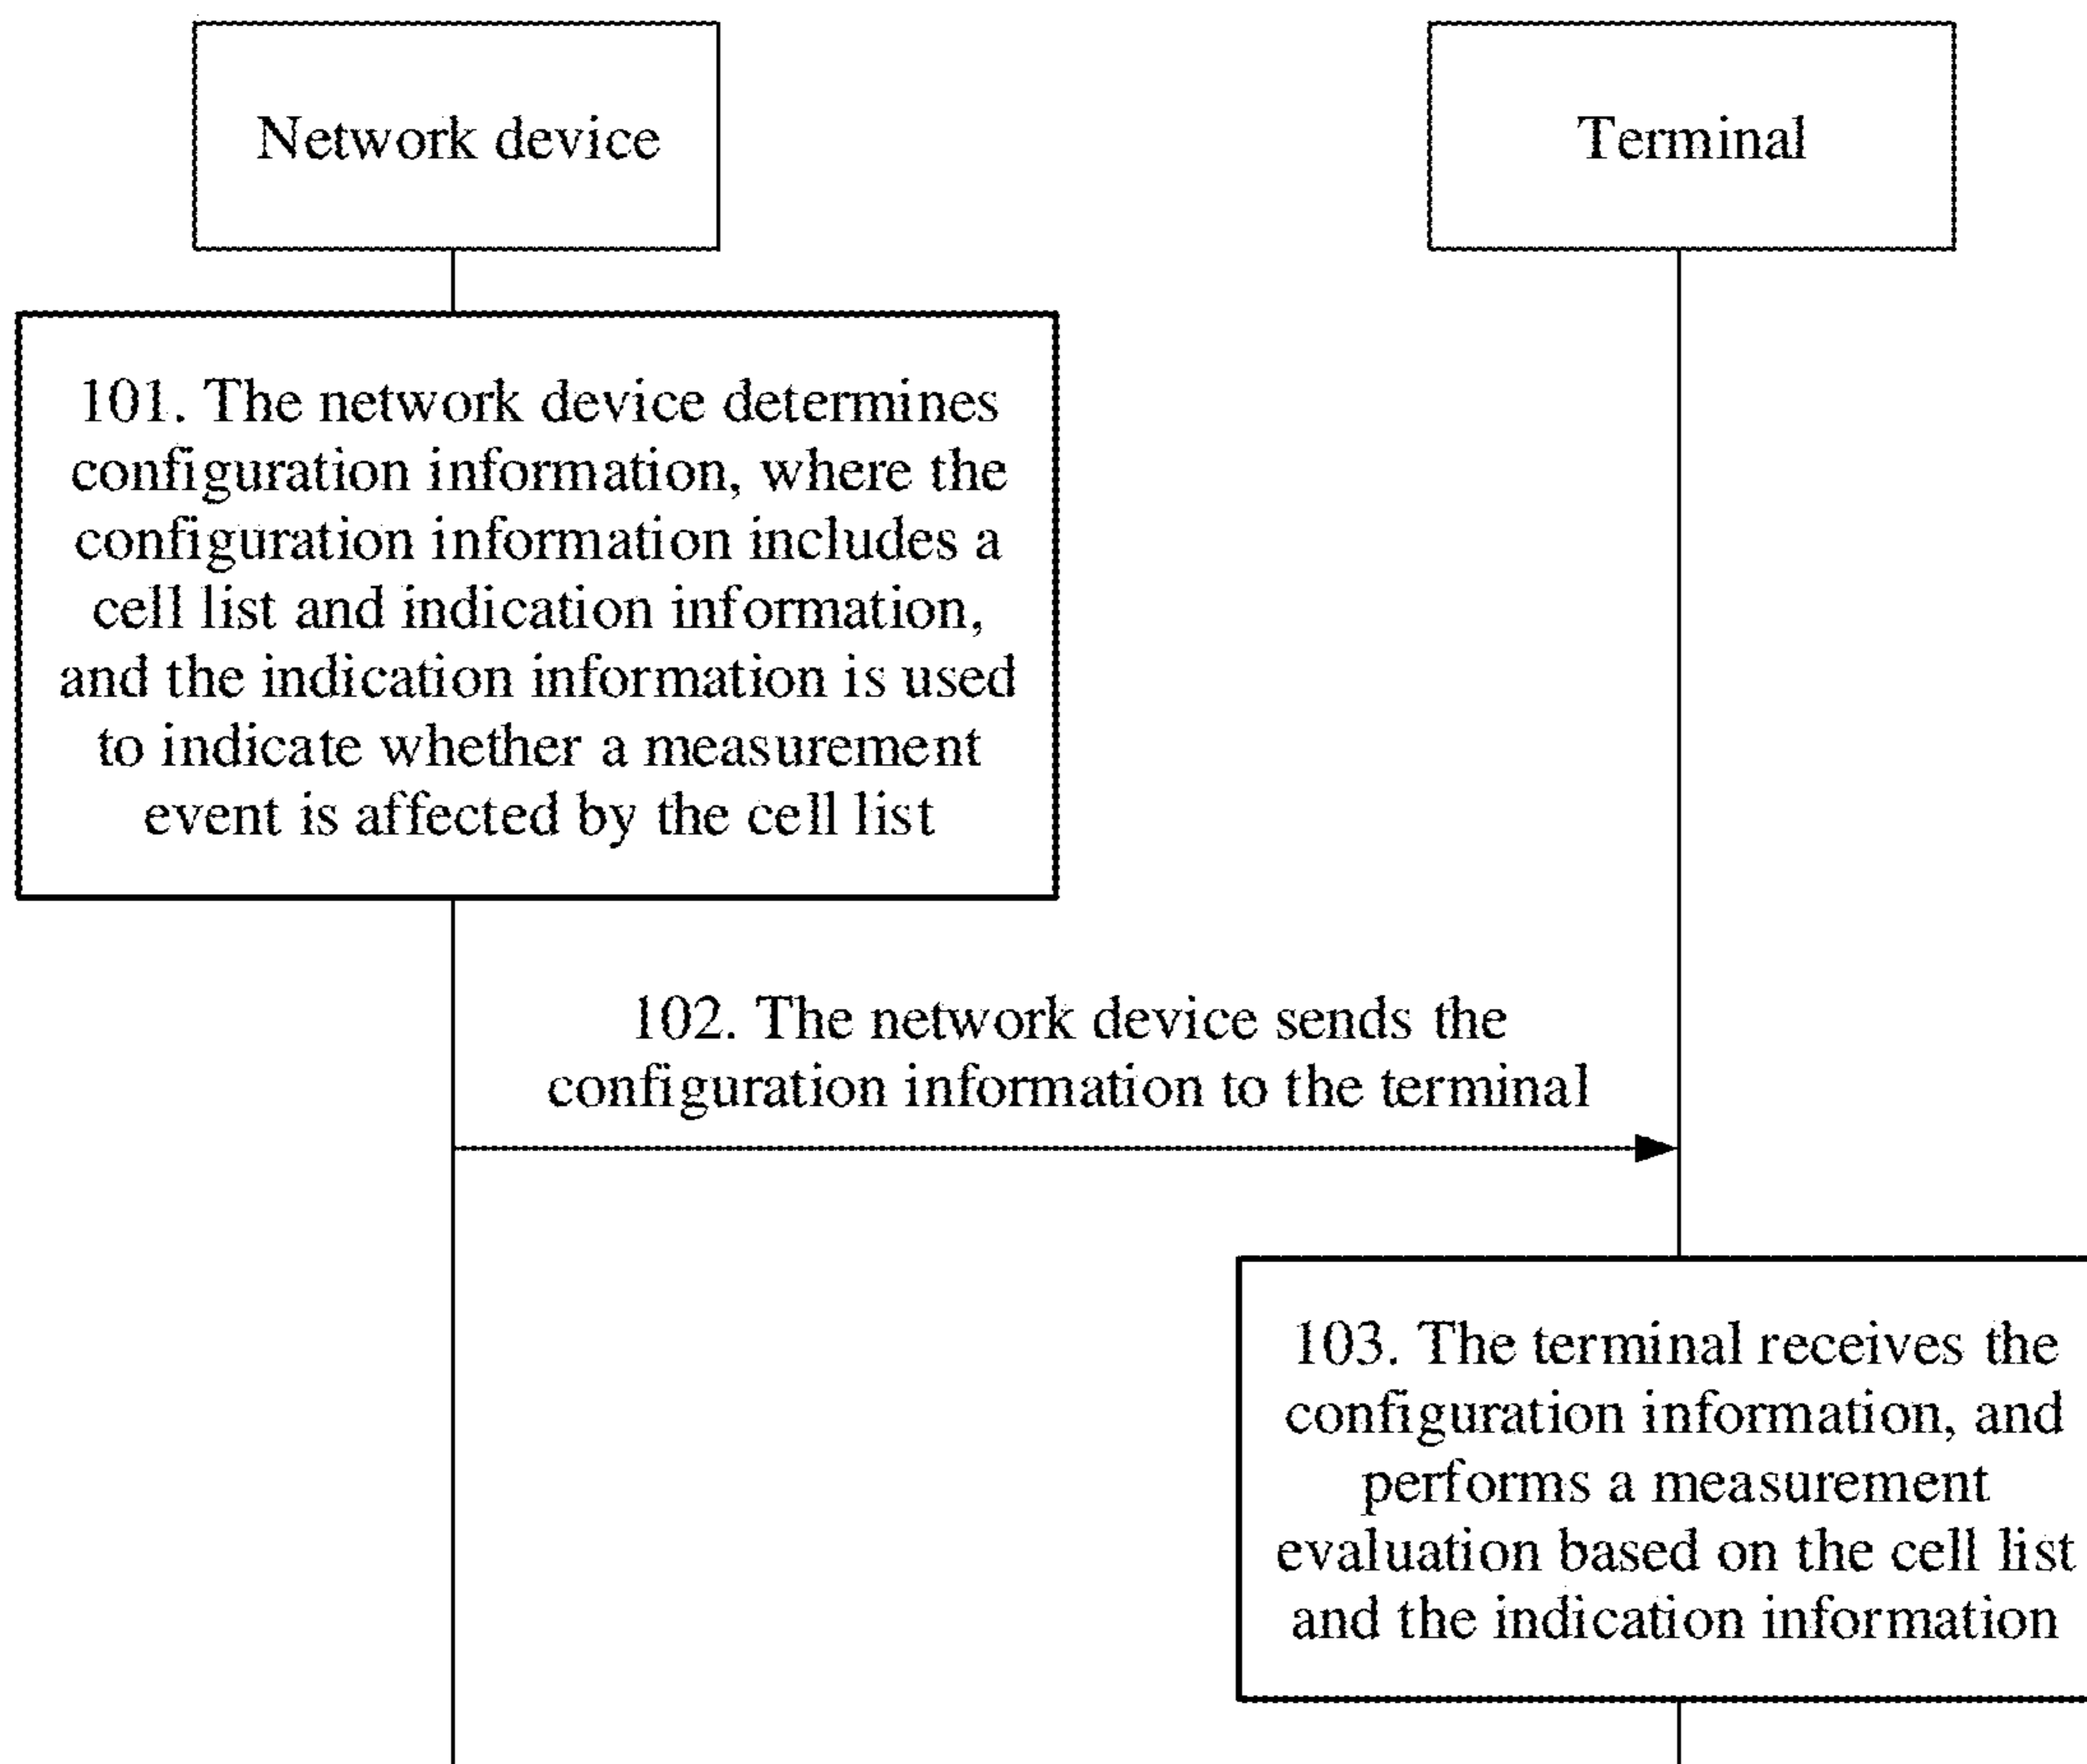 Network device
Terminal
101. The network device determines
configuration information, where the
configuration information includes a
cell list and indication information,
and the indication information is used
to indicate whether a measurement
event is affected by the cell list
102. The network device sends the
configuration information to the terminal
103. The terminal receives the
configuration information, and
performs a measurement
evaluation based on the cell list
and the indication information